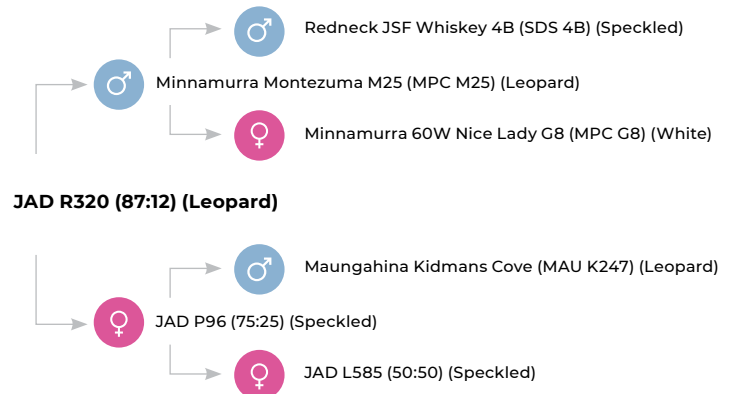 Redneck JSF Whiskey 4B (SDS 4B) (Speckled)
Minnamurra Montezuma M25 (MPC M25) (Leopard)
Minnamurra 60W Nice Lady G8 (MPC G8) (White)
JAD R320 (87:12) (Leopard)
Maungahina Kidmans Cove (MAU K247) (Leopard)
JAD P96 (75:25) (Speckled)
JAD L585 (50:50) (Speckled)